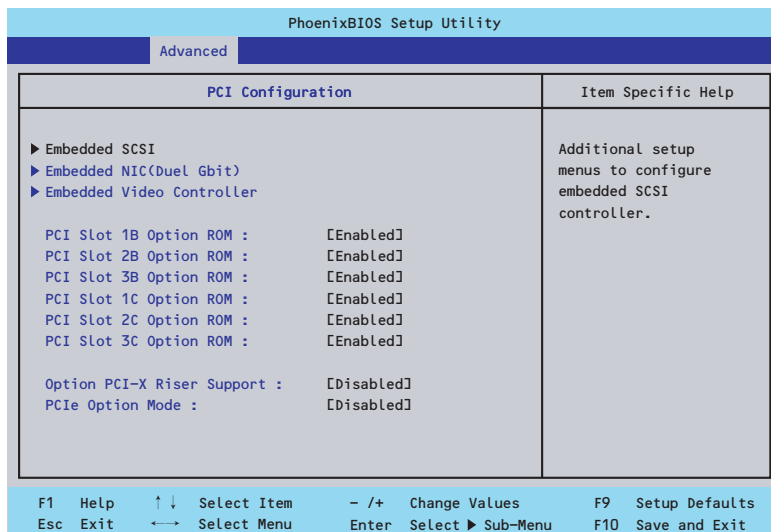 PhoenixBIOS Setup Utility
Advanced
PCI Configuration
Item Specific Help
▶ Embedded SCSI
▶ Embedded NIC(Duel Gbit)
▶ Embedded Video Controller
PCI Slot 1B Option ROM : [Enabled]
PCI Slot 2B Option ROM : [Enabled]
PCI Slot 3B Option ROM : [Enabled]
PCI Slot 1C Option ROM : [Enabled]
PCI Slot 2C Option ROM : [Enabled]
PCI Slot 3C Option ROM : [Enabled]
Option PCI-X Riser Support : [Disabled]
PCIe Option Mode : [Disabled]
Additional setup
menus to configure
embedded SCSI
controller.
F1 Help ↑↓ Select Item - /+ Change Values F9 Setup Defaults
Esc Exit ←→ Select Menu Enter Select ▶ Sub-Menu F10 Save and Exit